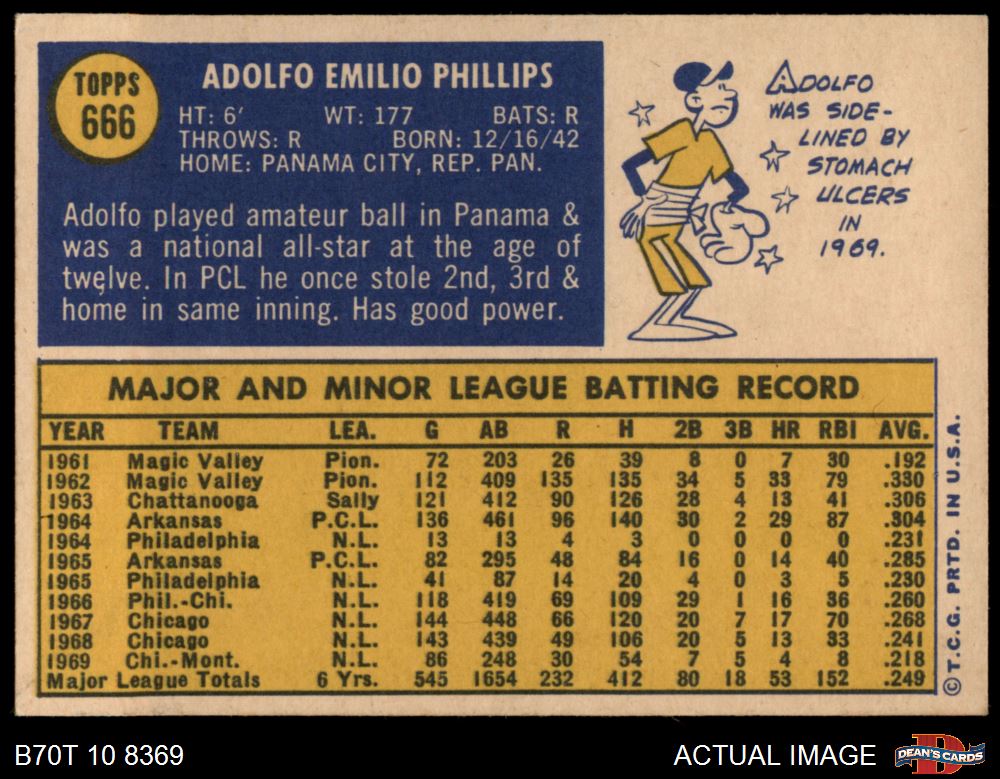 TOPPS
666
ADOLFO EMILIO PHILLIPS
HT: 6' WT: 177 BATS: R
THROWS: R BORN: 12/16/42
HOME: PANAMA CITY, REP. PAN.
Adolfo played amateur ball in Panama &
was a national all-star at the age of
twelve. In PCL he once stole 2nd, 3rd &
home in same inning. Has good power.
ADOLFO
WAS SIDE-
LINED BY
STOMACH
ULCERS
IN
1969.
MAJOR AND MINOR LEAGUE BATTING RECORD
YEAR TEAM LEA. G AB R H 2B 3B HR RBI AVG.
1961 Magic Valley Pion. 72 203 26 39 8 0 7 30 .192
1962 Magic Valley Pion. 112 409 135 135 34 5 33 79 .330
1963 Chattanooga Sally 121 412 90 126 28 4 13 41 .306
1964 Arkansas P.C.L. 136 461 96 140 30 2 29 87 .304
1964 Philadelphia N.L. 13 13 4 3 0 0 0 0 .231
1965 Arkansas P.C.L. 82 295 48 84 16 0 14 40 .285
1965 Philadelphia N.L. 41 87 14 20 4 0 3 5 .230
1966 Phil.-Chi. N.L. 118 419 69 109 29 1 16 36 .260
1967 Chicago N.L. 144 448 66 120 20 7 17 70 .268
1968 Chicago N.L. 143 439 49 106 20 5 13 33 .241
1969 Chi.-Mont. N.L. 86 248 30 54 7 5 4 8 .218
Major League Totals 6 Yrs. 545 1654 232 412 80 18 53 152 .249
© T.C.G. PRTD. IN U.S.A.
B70T 10 8369
ACTUAL IMAGE
DEAN'S CARDS